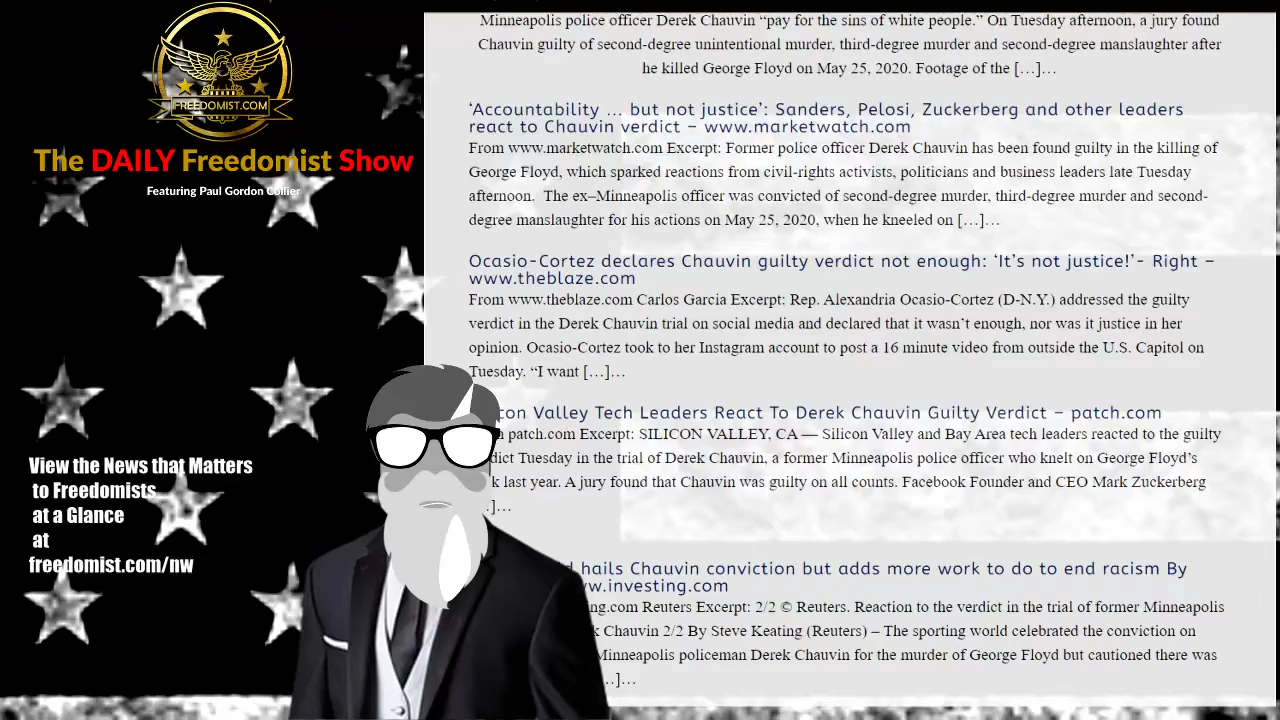 FREEDOMIST.COM
The DAILY Freedomist Show
Featuring Paul Gordon Collier
View the News that Matters
to Freedomists
at a Glance
at
freedomist.com/nw
Minneapolis police officer Derek Chauvin “pay for the sins of white people.” On Tuesday afternoon, a jury found
Chauvin guilty of second-degree unintentional murder, third-degree murder and second-degree manslaughter after
he killed George Floyd on May 25, 2020. Footage of the […]…
‘Accountability ... but not justice’: Sanders, Pelosi, Zuckerberg and other leaders
react to Chauvin verdict – www.marketwatch.com
From www.marketwatch.com Excerpt: Former police officer Derek Chauvin has been found guilty in the killing of
George Floyd, which sparked reactions from civil-rights activists, politicians and business leaders late Tuesday
afternoon. The ex–Minneapolis officer was convicted of second-degree murder, third-degree murder and second-
degree manslaughter for his actions on May 25, 2020, when he kneeled on […]…
Ocasio-Cortez declares Chauvin guilty verdict not enough: ‘It’s not justice!’- Right –
www.theblaze.com
From www.theblaze.com Carlos Garcia Excerpt: Rep. Alexandria Ocasio-Cortez (D-N.Y.) addressed the guilty
verdict in the Derek Chauvin trial on social media and declared that it wasn’t enough, nor was it justice in her
opinion. Ocasio-Cortez took to her Instagram account to post a 16 minute video from outside the U.S. Capitol on
Tuesday. “I want […]…
con Valley Tech Leaders React To Derek Chauvin Guilty Verdict – patch.com
patch.com Excerpt: SILICON VALLEY, CA — Silicon Valley and Bay Area tech leaders reacted to the guilty
dict Tuesday in the trial of Derek Chauvin, a former Minneapolis police officer who knelt on George Floyd’s
k last year. A jury found that Chauvin was guilty on all counts. Facebook Founder and CEO Mark Zuckerberg
.]…
hails Chauvin conviction but adds more work to do to end racism By
w.investing.com
ng.com Reuters Excerpt: 2/2 © Reuters. Reaction to the verdict in the trial of former Minneapolis
k Chauvin 2/2 By Steve Keating (Reuters) – The sporting world celebrated the conviction on
Minneapolis policeman Derek Chauvin for the murder of George Floyd but cautioned there was
.]…